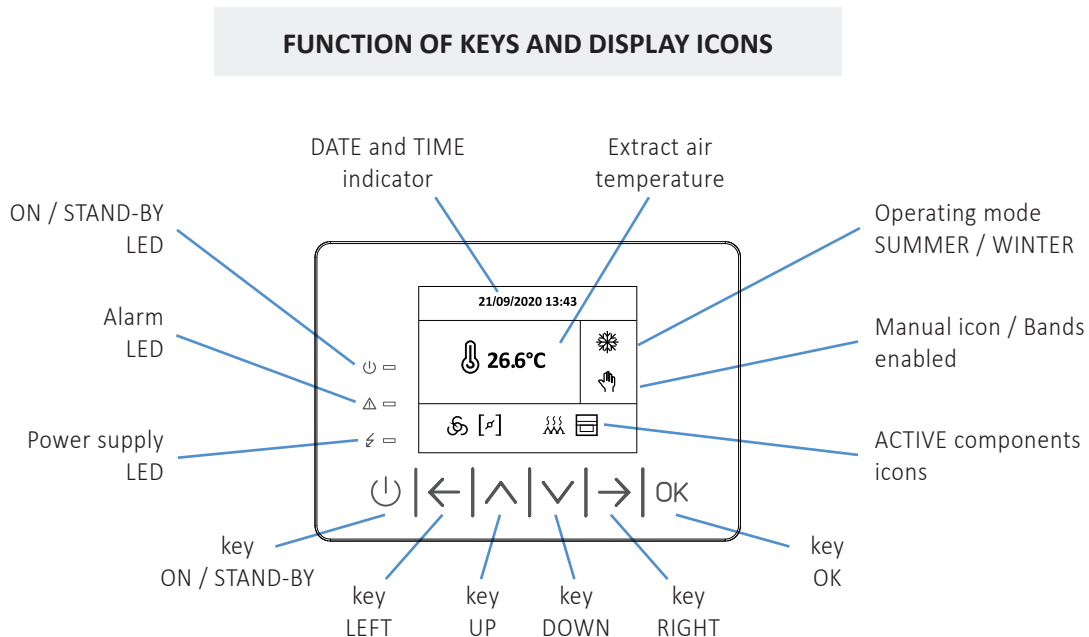 FUNCTION OF KEYS AND DISPLAY ICONS
DATE and TIME
indicator
Extract air
temperature
ON / STAND-BY
LED
Operating mode
SUMMER / WINTER
Alarm
LED
Manual icon / Bands
enabled
Power supply
LED
ACTIVE components
icons
21/09/2020 13:43
26.6°C
OK
key
ON / STAND-BY
key
LEFT
key
UP
key
DOWN
key
RIGHT
key
OK